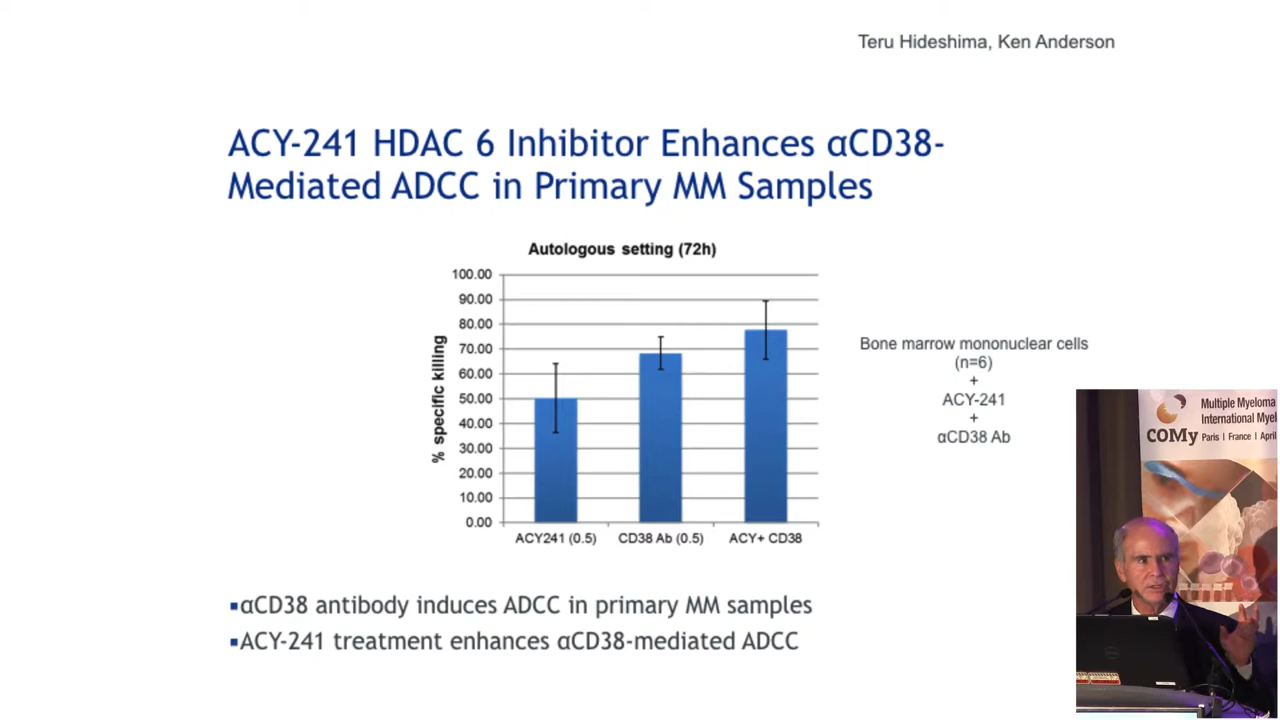 Teru Hideshima, Ken Anderson
ACY-241 HDAC 6 Inhibitor Enhances αCD38-
Mediated ADCC in Primary MM Samples
Autologous setting (72h)
% specific killing
100.00
90.00
80.00
70.00
60.00
50.00
40.00
30.00
20.00
10.00
0.00
ACY241 (0.5) CD38 Ab (0.5) ACY+ CD38
Bone marrow mononuclear cells
(n=6)
+
ACY-241
+
αCD38 Ab
▪αCD38 antibody induces ADCC in primary MM samples
▪ACY-241 treatment enhances αCD38-mediated ADCC
Multiple Myeloma
International Myel
COMy Paris | France | April